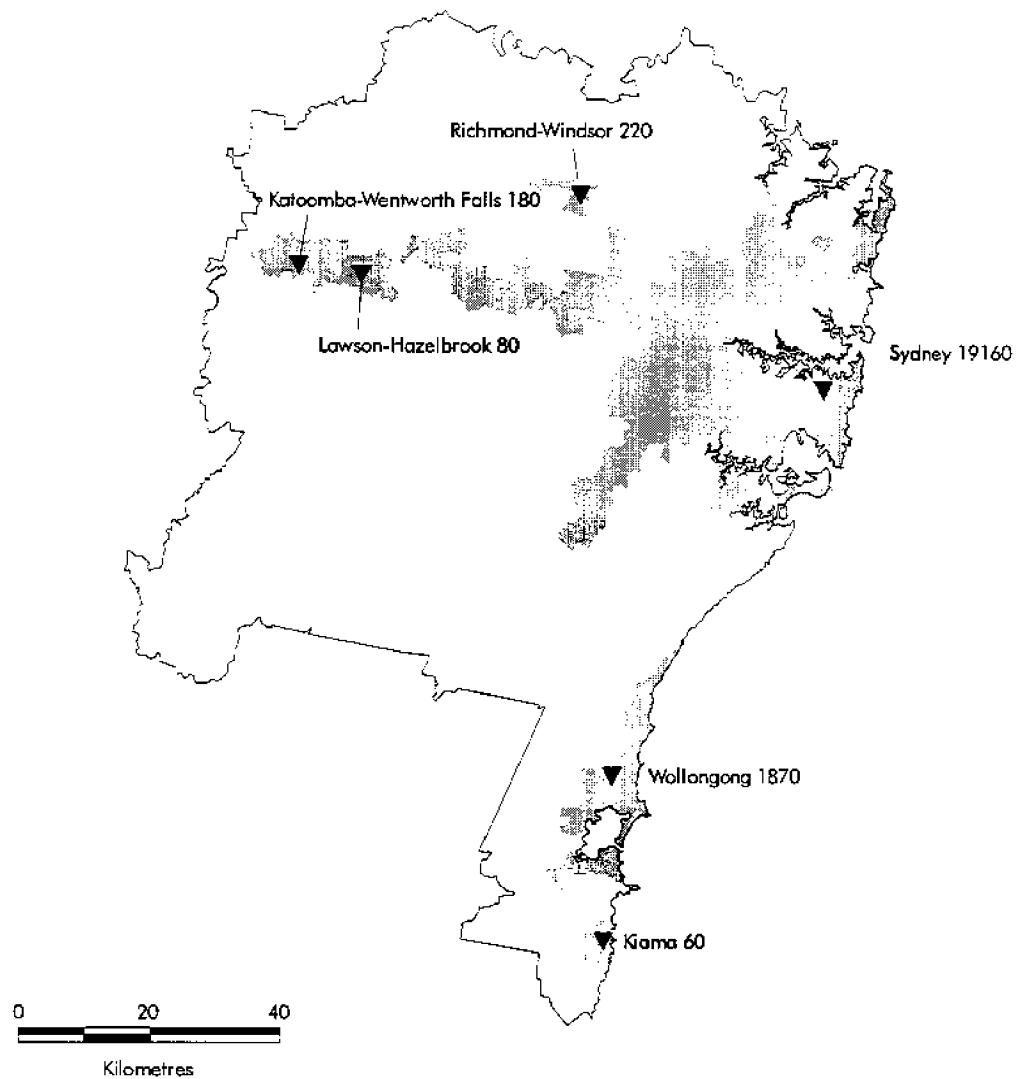 Richmond-Windsor 220
Katoomba-Wentworth Falls 180
Lawson-Hazelbrook 80
Sydney 19160
Wollongong 1870
Kiama 60
0 20 40
Kilometres